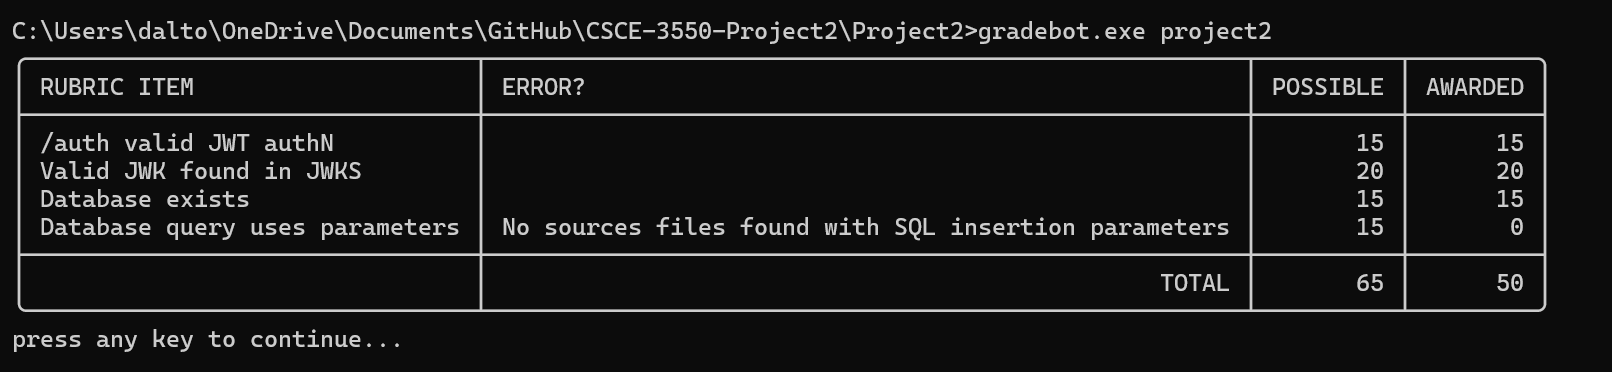 C:\Users\dalto\OneDrive\Documents\GitHub\CSCE-3550-Project2\Project2>gradebot.exe project2
RUBRIC ITEM ERROR? POSSIBLE AWARDED
/auth valid JWT authN 15 15
Valid JWK found in JWKS 20 20
Database exists 15 15
Database query uses parameters No sources files found with SQL insertion parameters 15 0
TOTAL 65 50
press any key to continue...